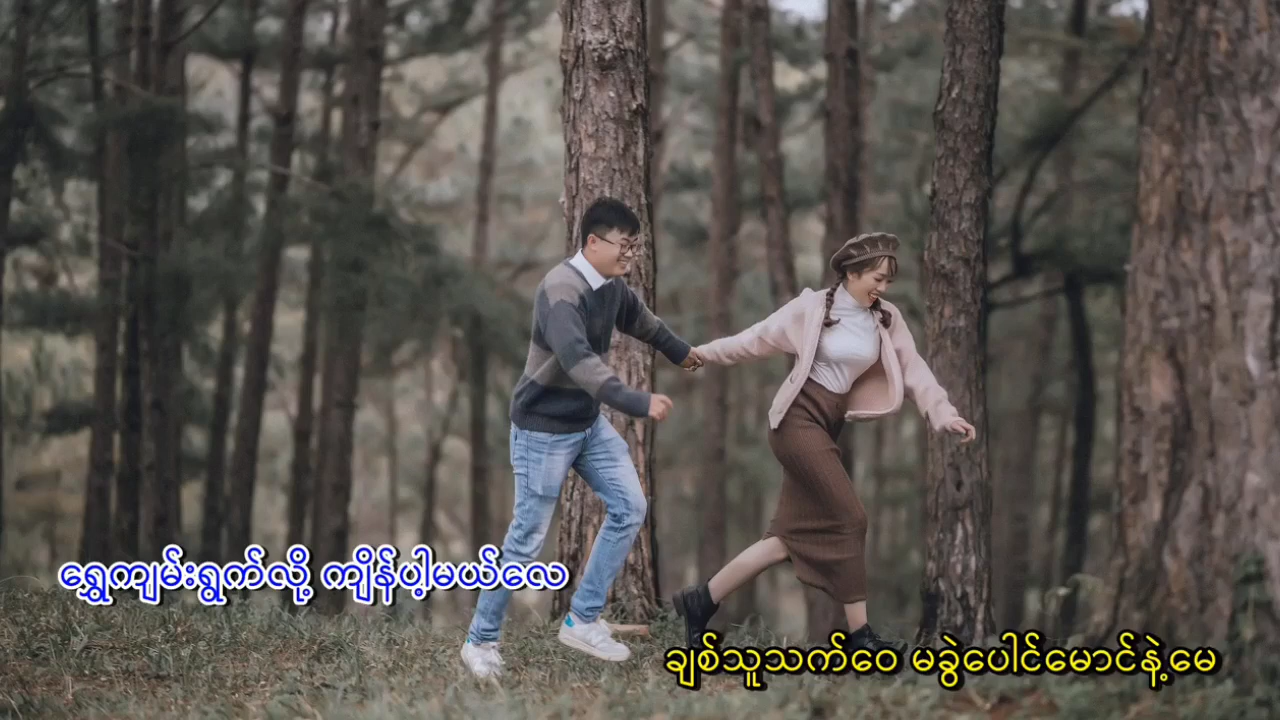 ရွှေကျမ်းရွက်လို့ ကျိန်ပါ့မယ်လေ
ချစ်သူသက်ဝေ မခွဲပေါင်မောင်နဲ့မေ